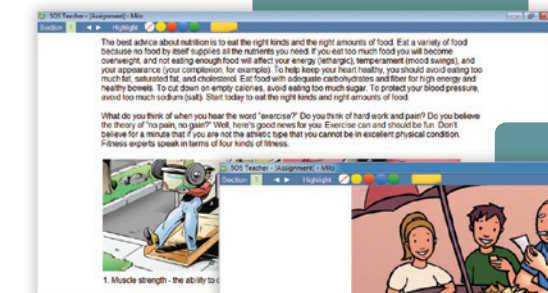 SOS Teacher - [Assignment] - Milo
Section 1 Highlight
The best advice about nutrition is to eat the right kinds and the right amounts of food. Eat a variety of food
because no food by itself supplies all the nutrients you need. If you eat too much food you will become
overweight, and not eating enough food will affect your energy (lethargic), temperament (mood swings), and
your appearance (your complexion, for example). To help keep your heart healthy, you should avoid eating too
much fat, saturated fat, and cholesterol. Eat food with adequate carbohydrates and fiber for high energy and
healthy bowels. To cut down on empty calories, avoid eating too much sugar. To protect your blood pressure,
avoid too much sodium (salt). Start today to eat the right kinds and right amounts of food.
What do you think of when you hear the word "exercise?" Do you think of hard work and pain? Do you believe
the theory of "no pain, no gain?" Well, here's good news for you. Exercise can and should be fun. Don't
believe for a minute that if you are not the athletic type that you cannot be in excellent physical condition.
Fitness experts speak in terms of four kinds of fitness.
SOS Teacher - [Assignment] - Milo
Section 1 Highlight
1. Muscle strength - the ability to